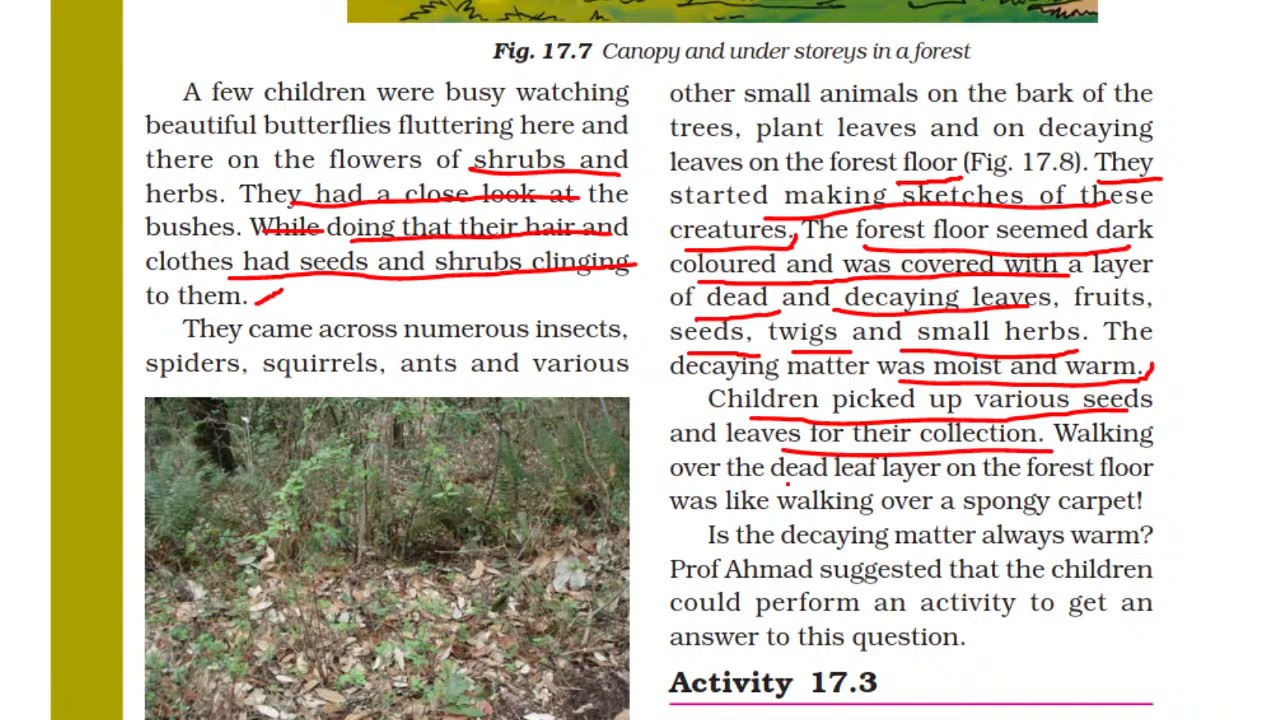 Fig. 17.7 Canopy and under storeys in a forest
A few children were busy watching
beautiful butterflies fluttering here and
there on the flowers of shrubs and
herbs. They had a close look at the
bushes. While doing that their hair and
clothes had seeds and shrubs clinging
to them.
They came across numerous insects,
spiders, squirrels, ants and various
other small animals on the bark of the
trees, plant leaves and on decaying
leaves on the forest floor (Fig. 17.8). They
started making sketches of these
creatures. The forest floor seemed dark
coloured and was covered with a layer
of dead and decaying leaves, fruits,
seeds, twigs and small herbs. The
decaying matter was moist and warm.
Children picked up various seeds
and leaves for their collection. Walking
over the dead leaf layer on the forest floor
was like walking over a spongy carpet!
Is the decaying matter always warm?
Prof Ahmad suggested that the children
could perform an activity to get an
answer to this question.
Activity 17.3